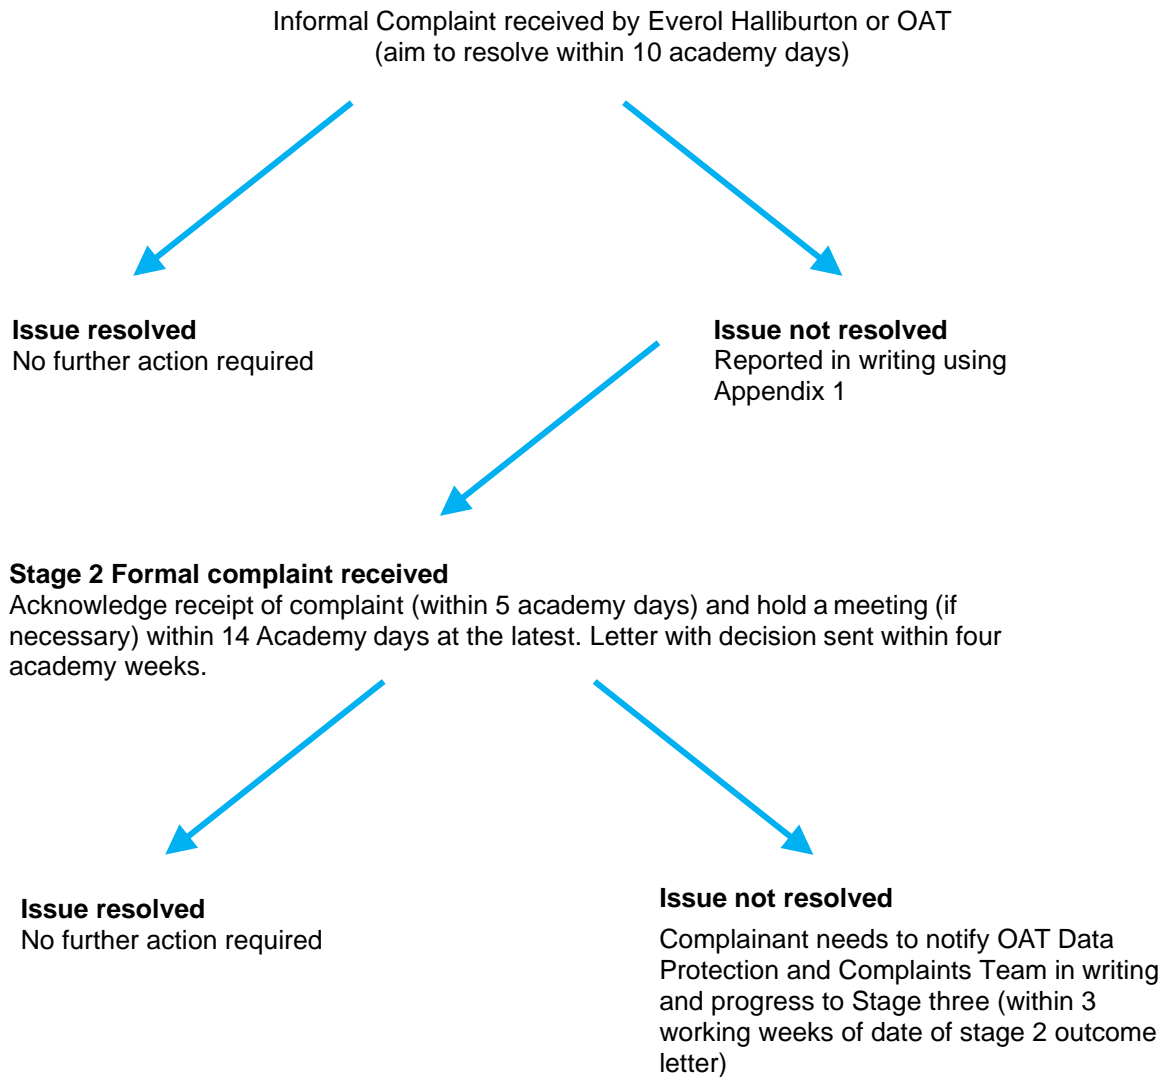 Informal Complaint received by Everol Halliburton or OAT
(aim to resolve within 10 academy days)
Issue resolved
No further action required
Issue not resolved
Reported in writing using
Appendix 1
Stage 2 Formal complaint received
Acknowledge receipt of complaint (within 5 academy days) and hold a meeting (if
necessary) within 14 Academy days at the latest. Letter with decision sent within four
academy weeks.
Issue resolved
No further action required
Issue not resolved
Complainant needs to notify OAT Data
Protection and Complaints Team in writing
and progress to Stage three (within 3
working weeks of date of stage 2 outcome
letter)